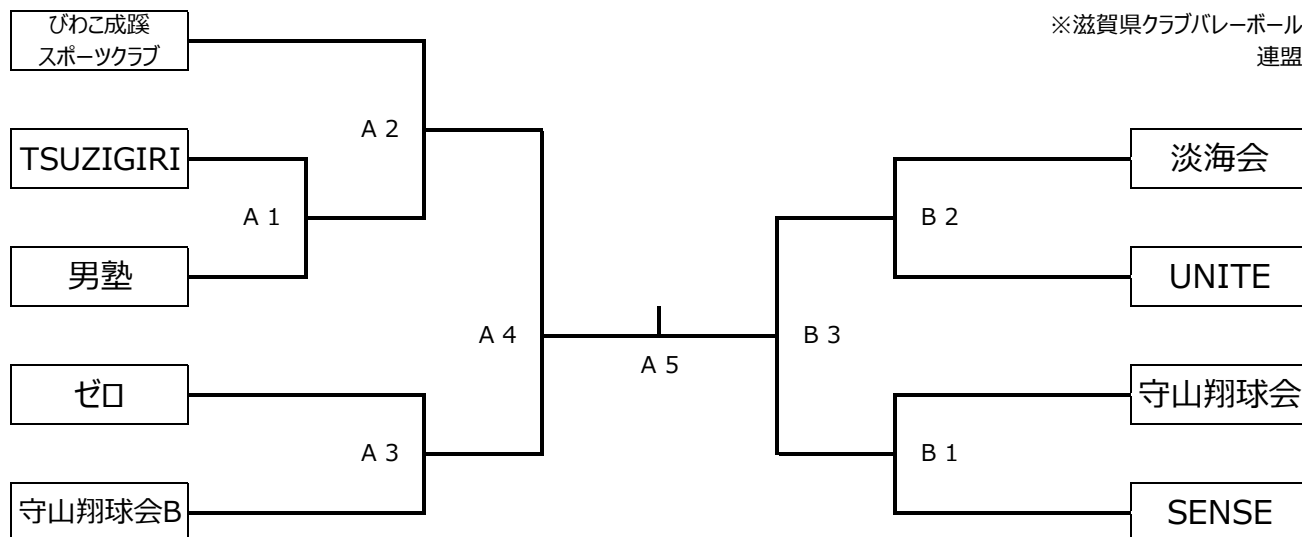 びわこ成蹊
スポーツクラブ
※滋賀県クラブバレーボール
連盟
A 2
TSUZIGIRI
淡海会
A 1
B 2
男塾
UNITE
A 4
B 3
A 5
ゼロ
守山翔球会
A 3
B 1
守山翔球会B
SENSE